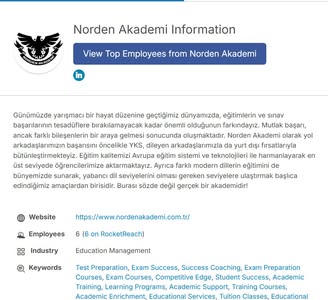 Norden Akademi Information
View Top Employees from Norden Akademi
Günümüzde yarışmacı bir hayat düzenine geçtiğimiz dünyamızda, eğitimlerin ve sınav
başarılarının tesadüflere bırakılamayacak kadar önemli olduğunun farkındayız. Mutlak başarı,
ancak farklı bileşenlerin bir araya gelmesi sonucunda oluşmaktadır. Norden Akademi olarak yol
arkadaşlarımızın başarısını öncelikle YKS, dileyen arkadaşlarımızla da yurt dışı fırsatlarıyla
bütünleştirmekteyiz. Eğitim kalitemizi Avrupa eğitim sistemi ve teknolojileri ile harmanlayarak en
üst seviyede öğrencilerimize aktarmaktayız. Ayrıca farklı modern dillerin eğitimini de
bünyemizde sunarak, yabancı dil seviyelerini olması gereken seviyelere ulaştırmak başlıca
edindiğimiz amaçlardan birisidir. Burası sözde değil gerçek bir akademidir!
Website https://www.nordenakademi.com.tr/
Employees 6 (6 on RocketReach)
Industry Education Management
Keywords Test Preparation, Exam Success, Success Coaching, Exam Preparation
Courses, Exam Courses, Competitive Edge, Student Success, Academic
Training, Learning Programs, Academic Support, Training Courses,
Academic Enrichment, Educational Services, Tuition Classes, Educational